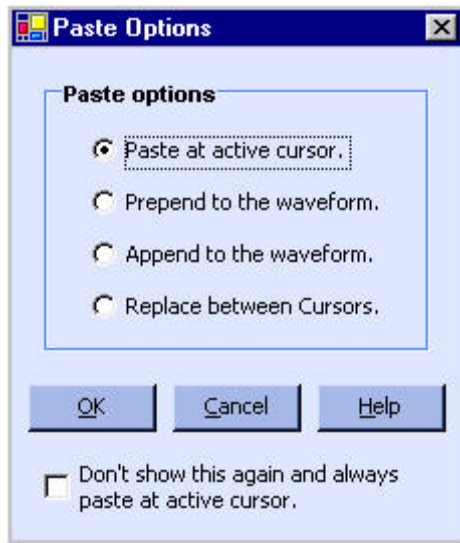 Paste Options
Paste options
Paste at active cursor.
Prepend to the waveform.
Append to the waveform.
Replace between Cursors.
OK
Cancel
Help
Don't show this again and always
paste at active cursor.